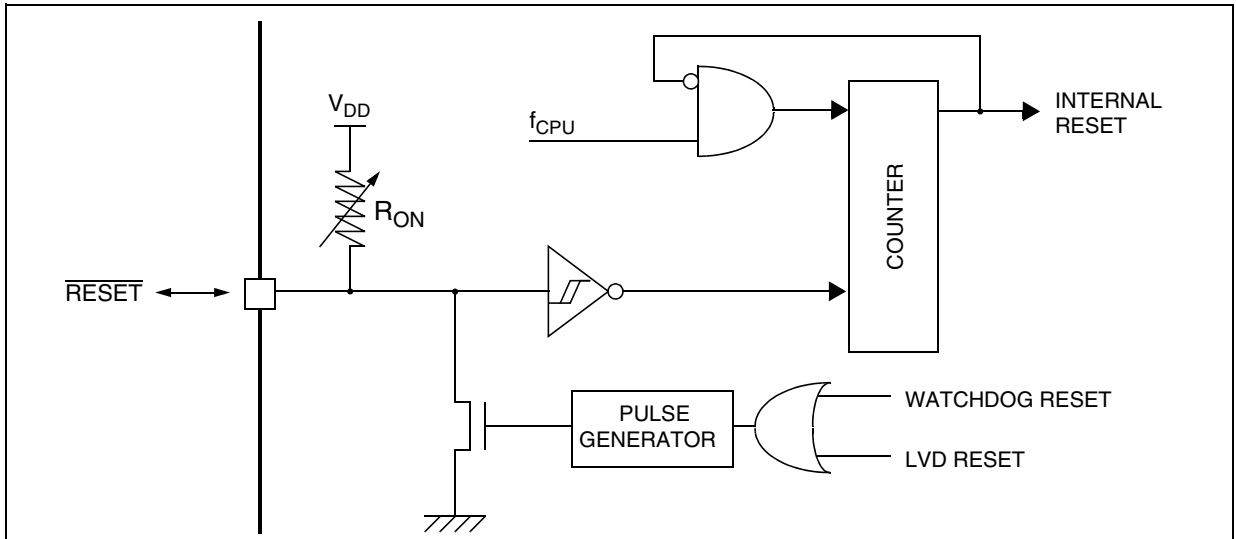 V_DD
f_CPU
INTERNAL
RESET
R_ON
COUNTER
RESET
PULSE
GENERATOR
WATCHDOG RESET
LVD RESET